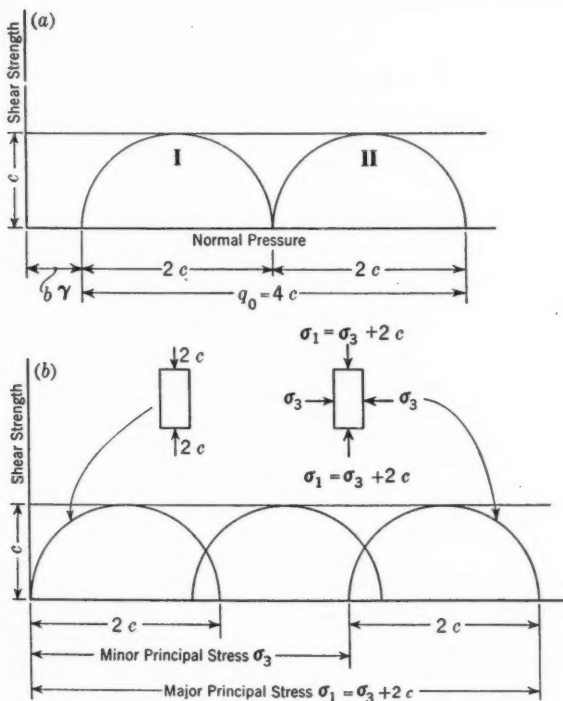 (a)
Shear Strength
c
I
II
Normal Pressure
b γ
2 c
2 c
q₀ = 4 c
(b)
Shear Strength
c
2 c
2 c
σ₁ = σ₃ + 2 c
σ₃
σ₃
σ₁ = σ₃ + 2 c
2 c
2 c
Minor Principal Stress σ₃
Major Principal Stress σ₁ = σ₃ + 2 c